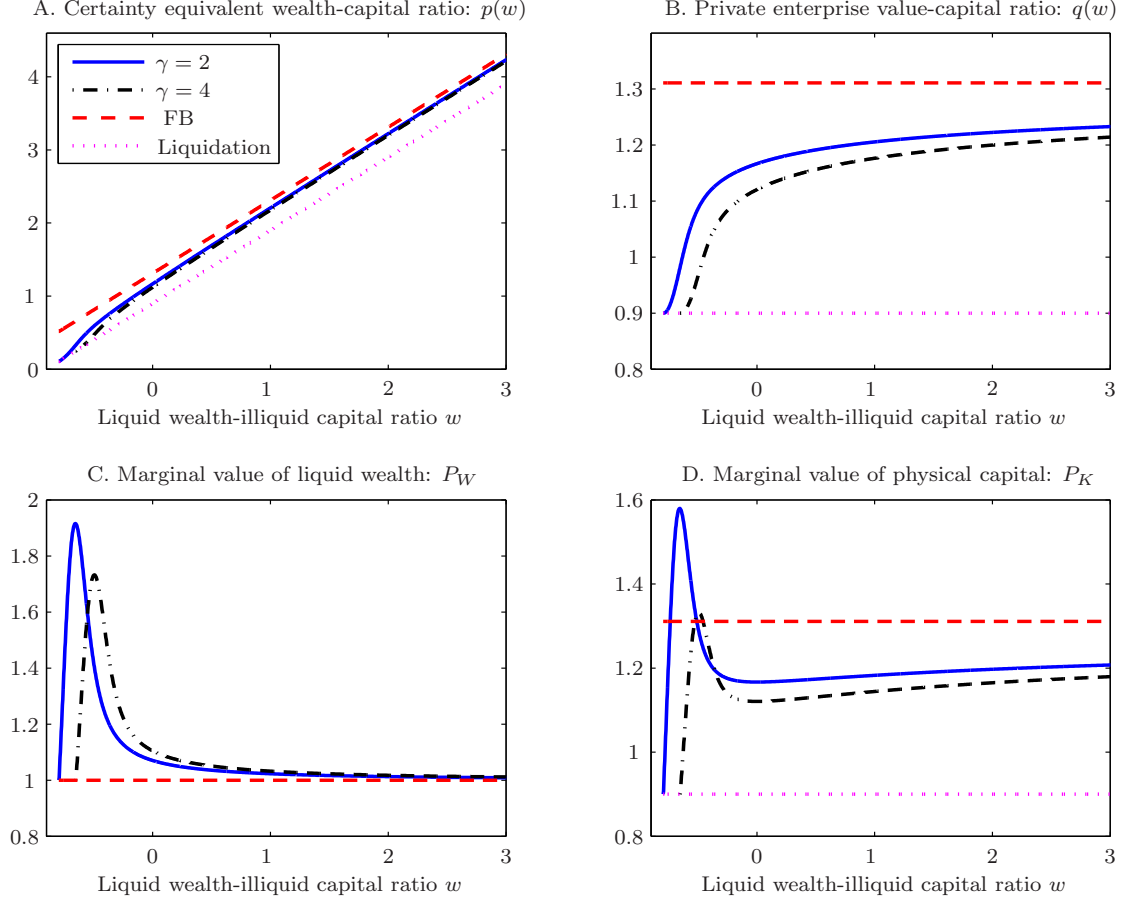 A. Certainty equivalent wealth-capital ratio: p(w)
4
3
2
1
0
γ = 2
γ = 4
FB
Liquidation
0 1 2 3
Liquid wealth-illiquid capital ratio w
B. Private enterprise value-capital ratio: q(w)
1.3
1.2
1.1
1
0.9
0.8
0 1 2 3
Liquid wealth-illiquid capital ratio w
C. Marginal value of liquid wealth: P_W
2
1.8
1.6
1.4
1.2
1
0.8
0 1 2 3
Liquid wealth-illiquid capital ratio w
D. Marginal value of physical capital: P_K
1.6
1.4
1.2
1
0.8
0 1 2 3
Liquid wealth-illiquid capital ratio w